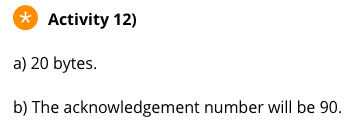 * Activity 12)
a) 20 bytes.
b) The acknowledgement number will be 90.